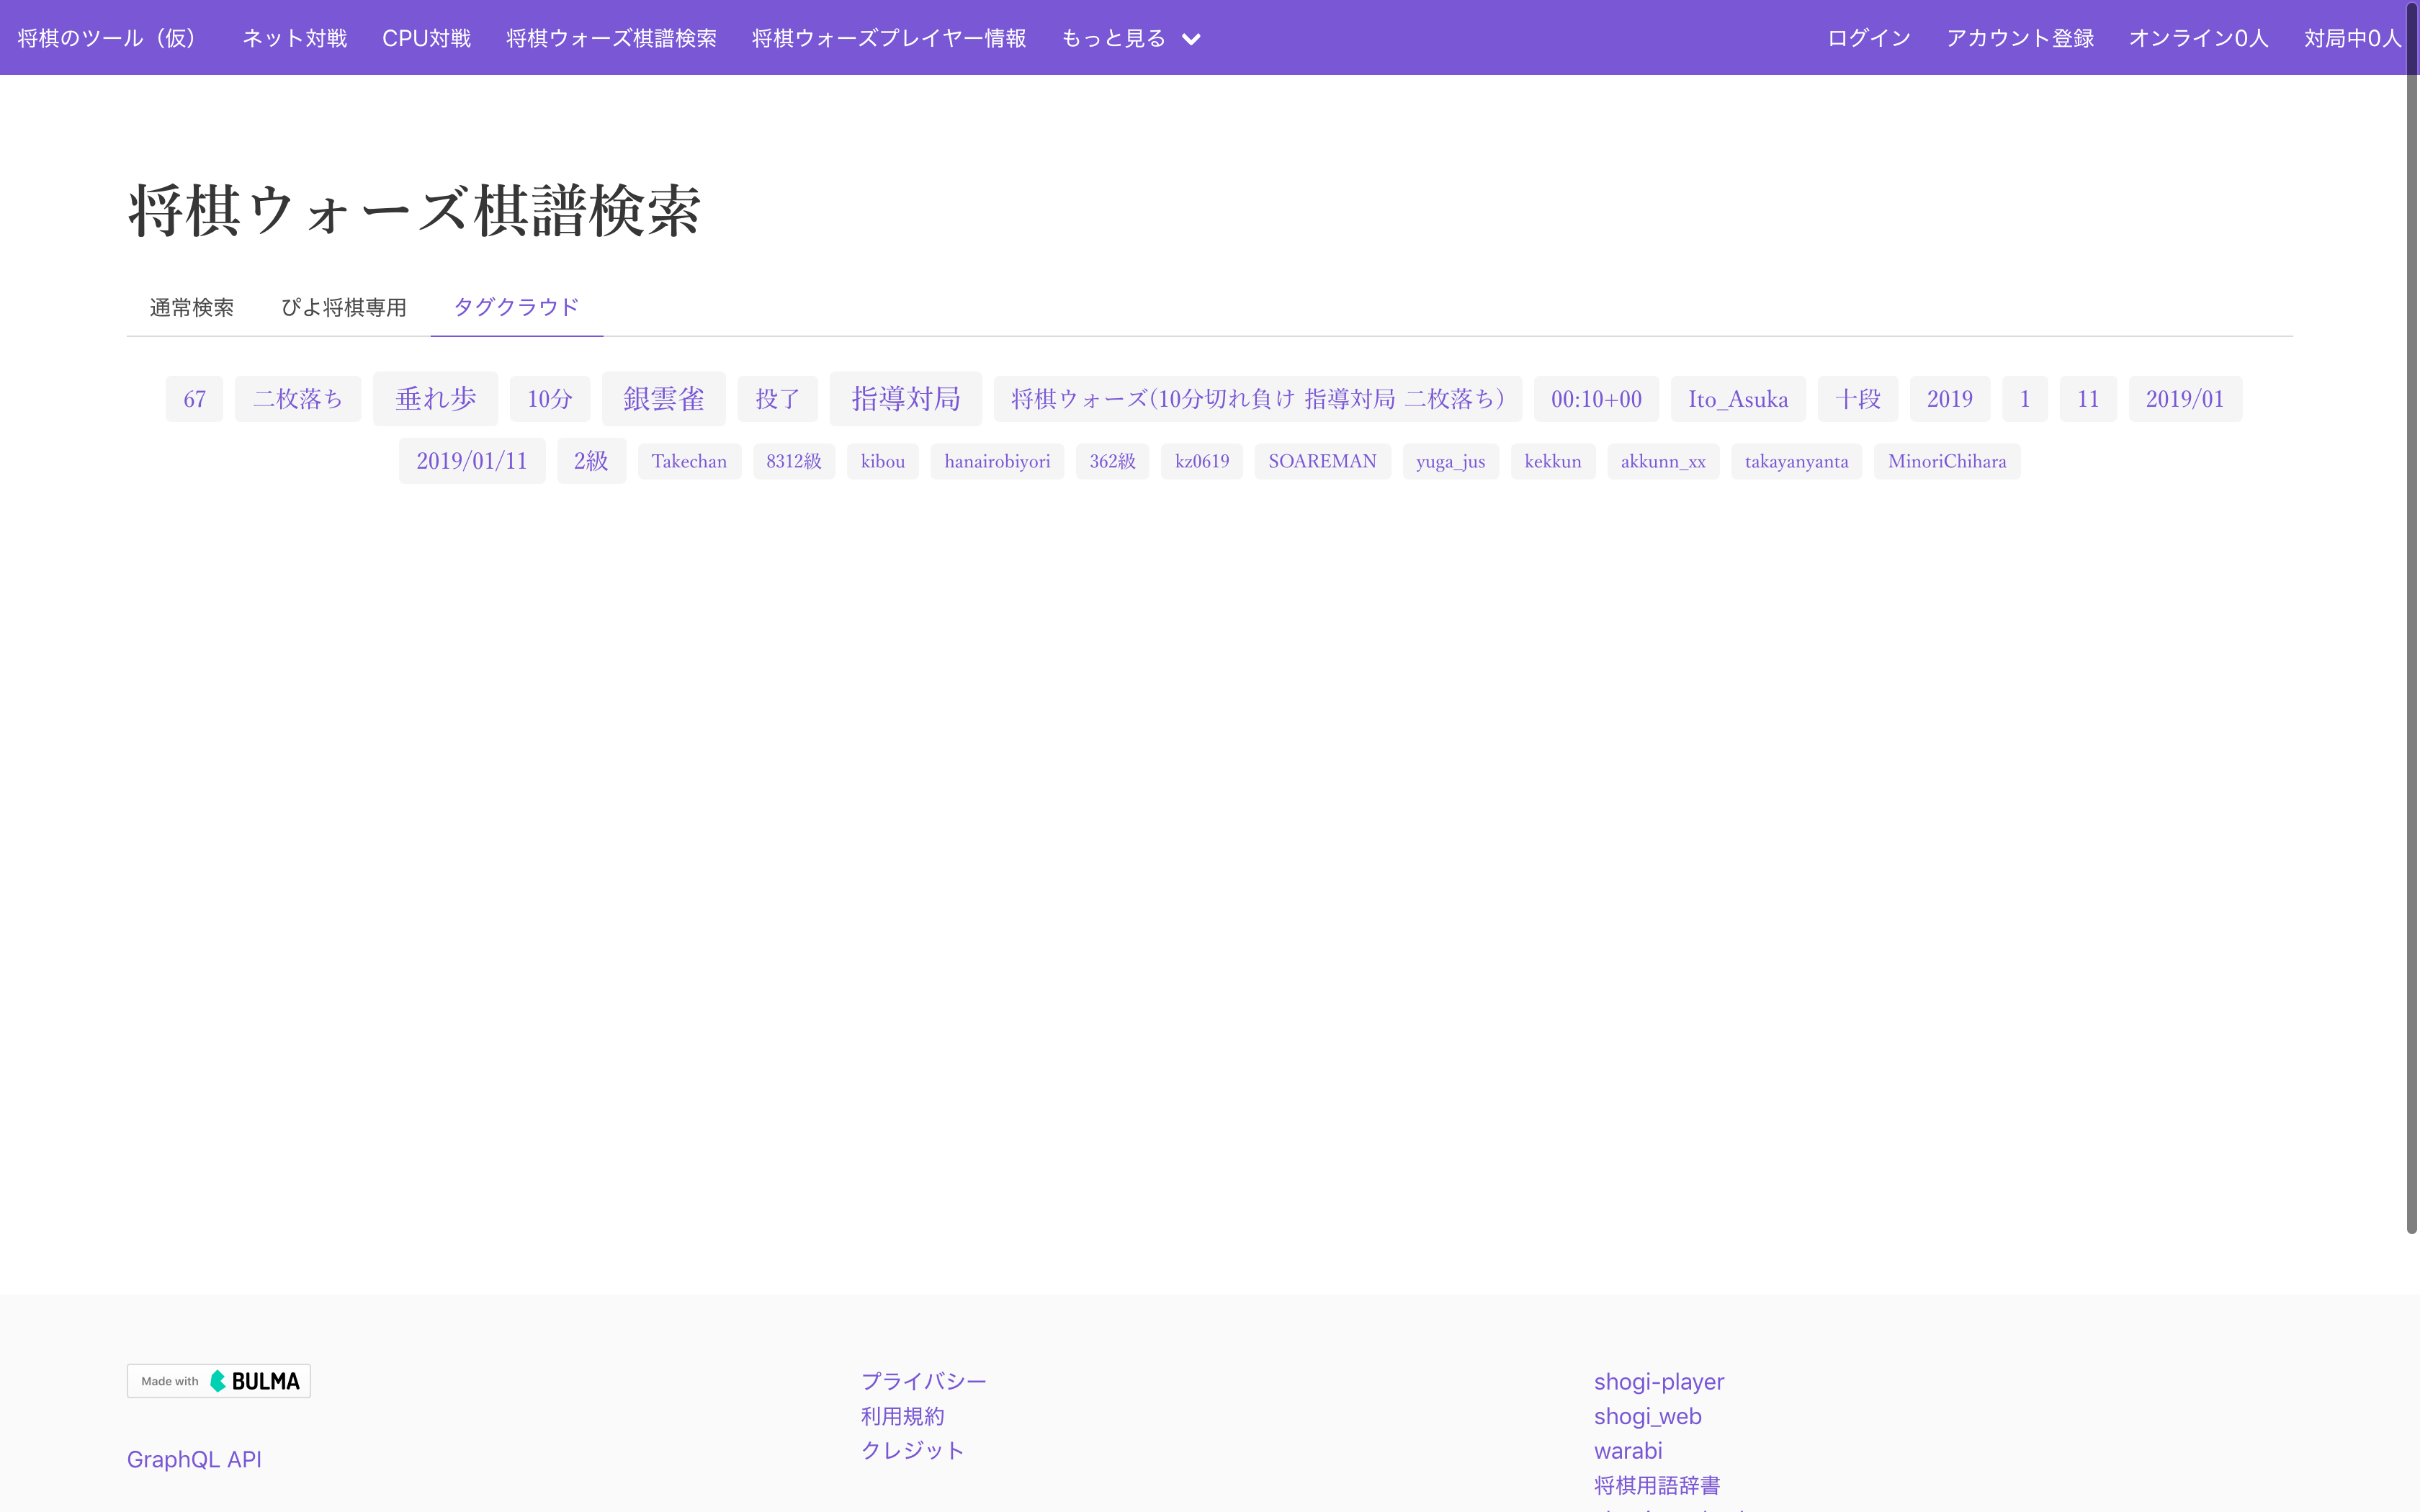 将棋のツール（仮） ネット対戦 CPU対戦 将棋ウォーズ棋譜検索 将棋ウォーズプレイヤー情報 もっと見る ログイン アカウント登録 オンライン0人 対局中0人
将棋ウォーズ棋譜検索
通常検索 ぴよ将棋専用 タグクラウド
67 二枚落ち 垂れ歩 10分 銀雲雀 投了 指導対局 将棋ウォーズ(10分切れ負け 指導対局 二枚落ち) 00:10+00 Ito_Asuka 十段 2019 1 11 2019/01
2019/01/11 2級 Takechan 8312級 kibou hanairobiyori 362級 kz0619 SOAREMAN yuga_jus kekkun akkunn_xx takayanyanta MinoriChihara
Made with BULMA プライバシー shogi-player
利用規約 shogi_web
GraphQL API クレジット warabi
将棋用語辞書